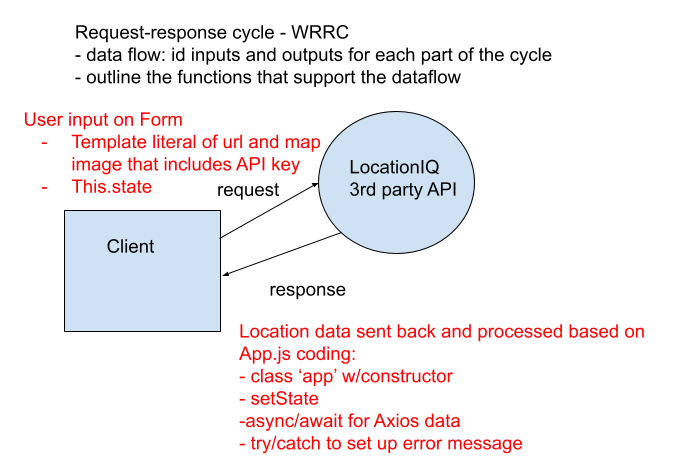 Request-response cycle - WRRC
- data flow: id inputs and outputs for each part of the cycle
- outline the functions that support the dataflow
User input on Form
- Template literal of url and map
image that includes API key
- This.state
request
LocationIQ
3rd party API
Client
response
Location data sent back and processed based on
App.js coding:
- class ‘app’ w/constructor
- setState
-async/await for Axios data
- try/catch to set up error message